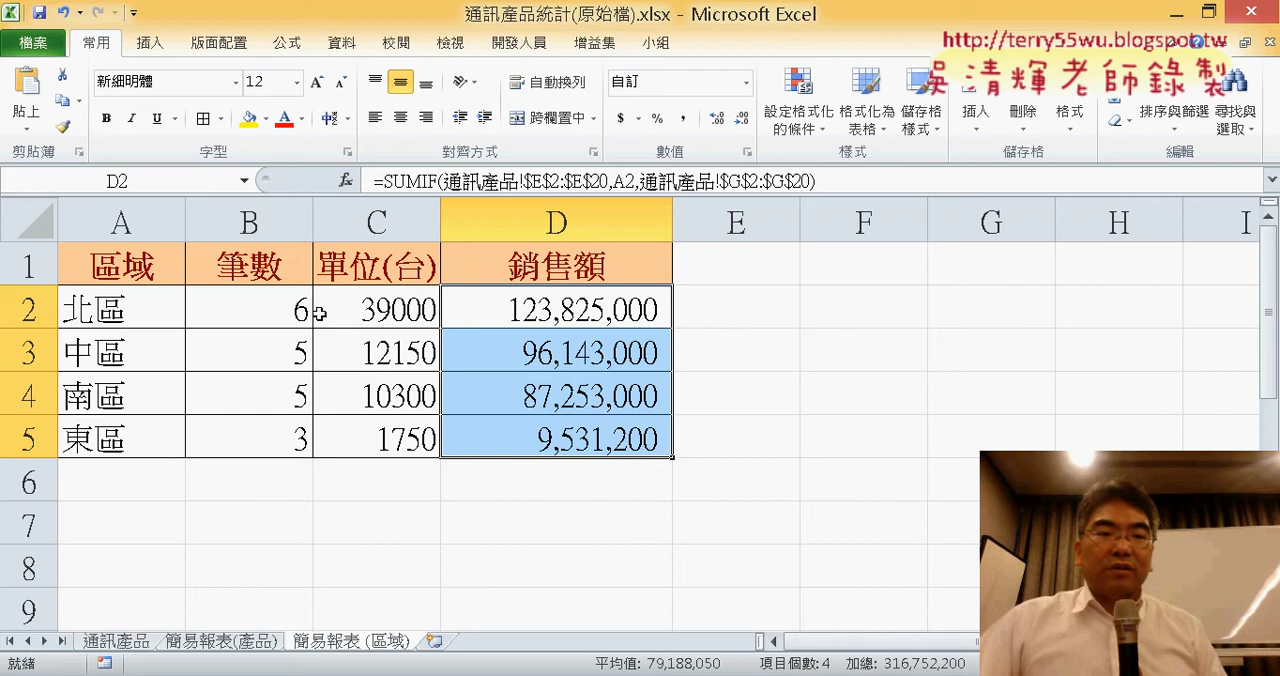 通訊產品統計(原始檔).xlsx - Microsoft Excel
檔案 常用 插入 版面配置 公式 資料 校閱 檢視 開發人員 增益集 小組
http://terry55wu.blogspot.tw
吳清輝老師錄製
貼上
新細明體 12
B I U
自動換列
跨欄置中
自訂
$ % ,
設定格式化的條件
格式化為表格
儲存格樣式
插入 刪除 格式
排序與篩選
尋找與選取
剪貼簿 字型 對齊方式 數值 樣式 儲存格 編輯
D2 fx =SUMIF(通訊產品!$E$2:$E$20,A2,通訊產品!$G$2:$G$20)
A B C D E F G H I
1 區域 筆數 單位(台) 銷售額
2 北區 6 39000 123,825,000
3 中區 5 12150 96,143,000
4 南區 5 10300 87,253,000
5 東區 3 1750 9,531,200
6
7
8
9
通訊產品 簡易報表(產品) 簡易報表 (區域)
就緒 平均值: 79,188,050 項目個數: 4 加總: 316,752,200